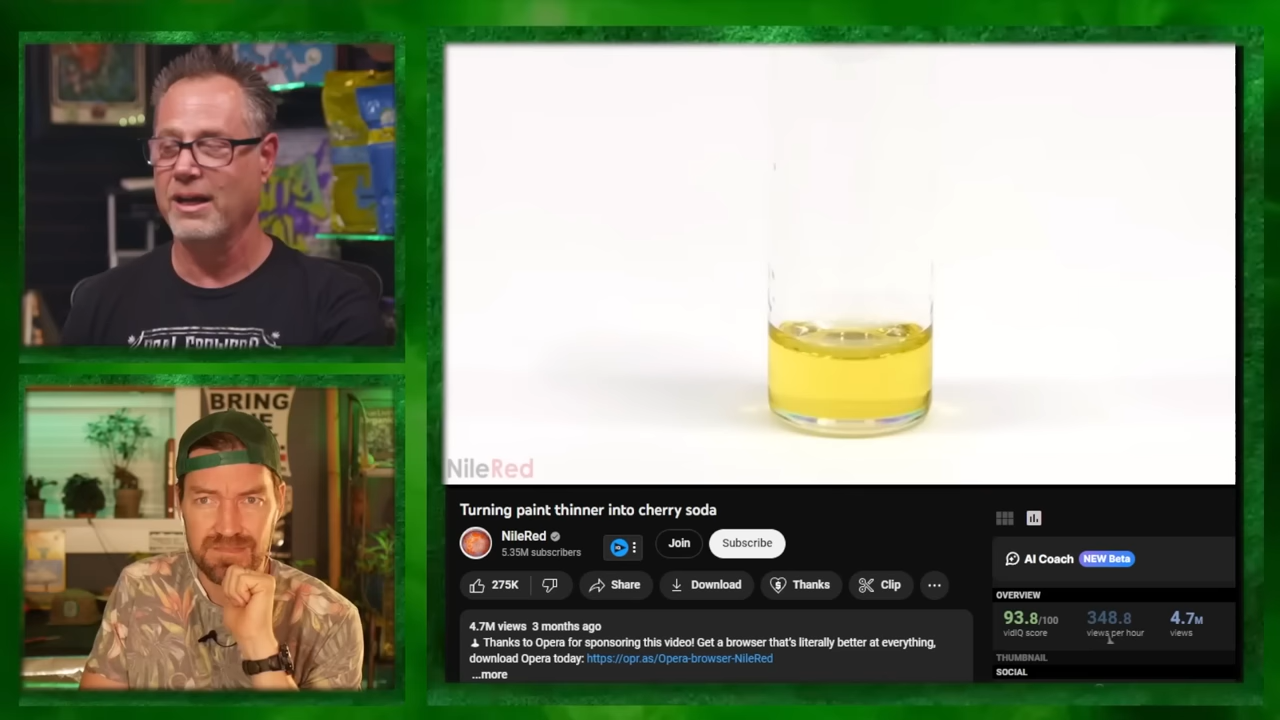 BRING
NileRed
Turning paint thinner into cherry soda
NileRed
5.35M subscribers
Join
Subscribe
275K
Share
Download
Thanks
Clip
...
4.7M views 3 months ago
Thanks to Opera for sponsoring this video! Get a browser that's literally better at everything,
download Opera today: https://opr.as/Opera-browser-NileRed
...more
AI Coach NEW Beta
OVERVIEW
93.8/100 348.8 4.7M
vidIQ score views per hour views
THUMBNAIL
SOCIAL